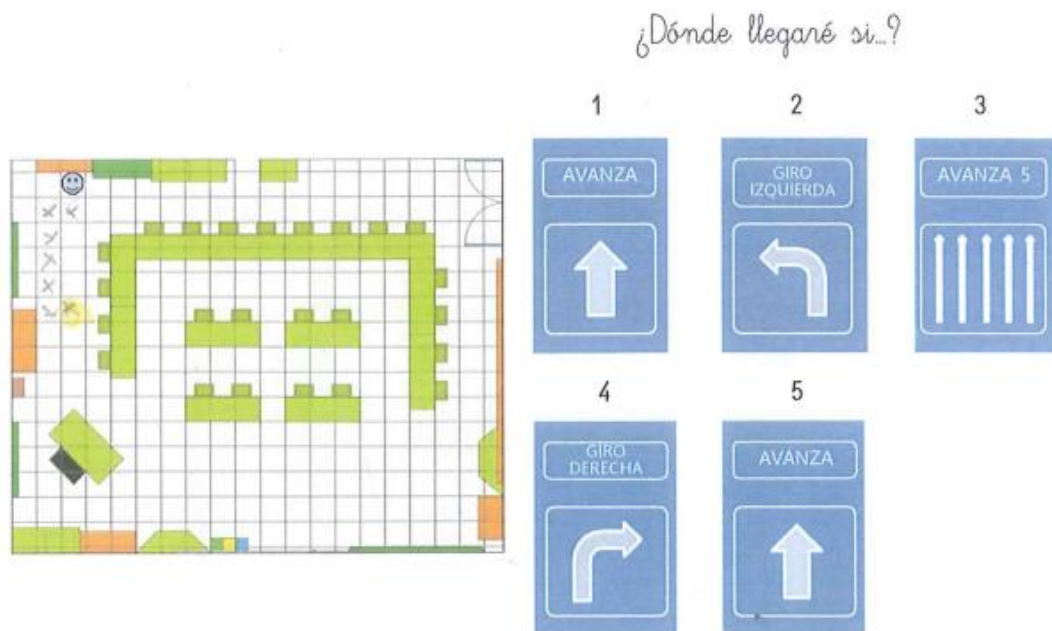 ¿Dónde llegaré si...?
1
2
3
AVANZA
GIRO
IZQUIERDA
AVANZA 5
4
5
GIRO
DERECHA
AVANZA